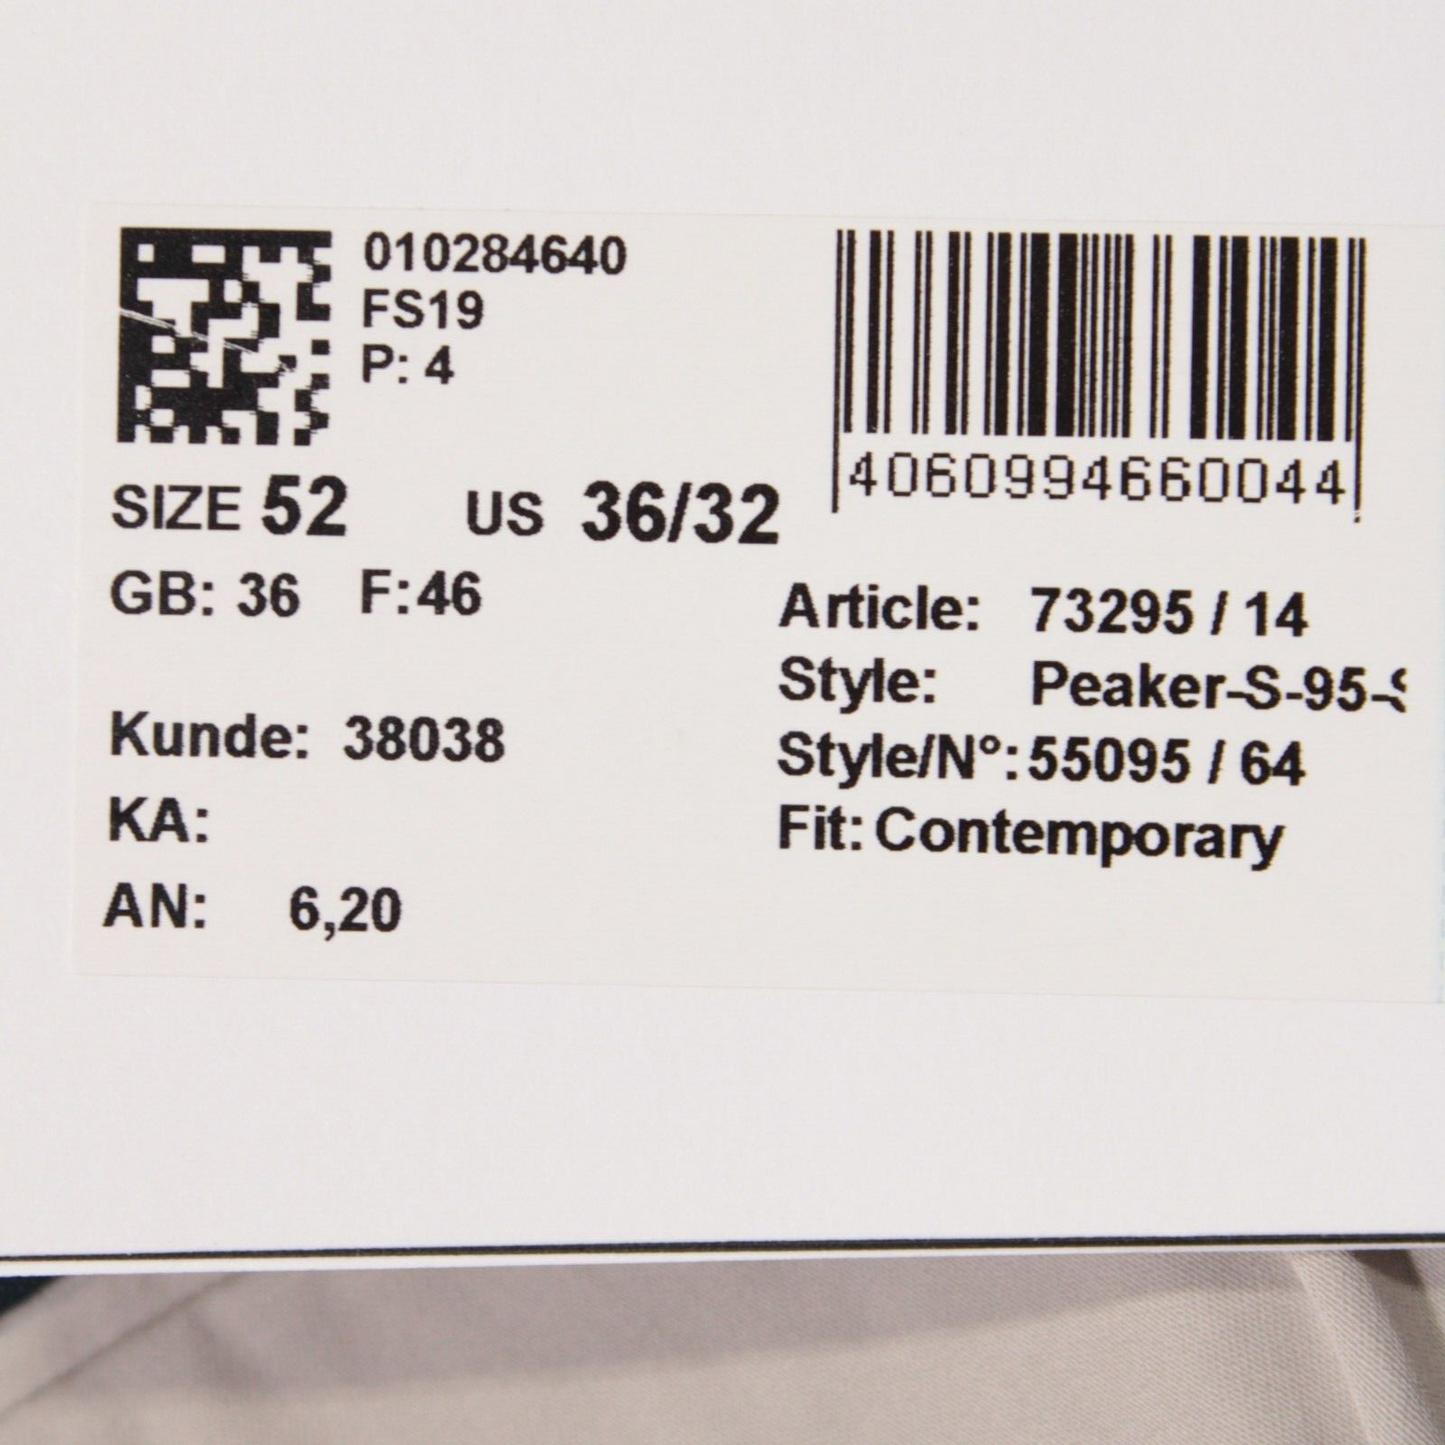 010284640
FS19
P: 4
4060994660044
SIZE 52 US 36/32
GB: 36 F:46
Article: 73295 / 14
Style: Peaker-S-95-
Style/N°: 55095 / 64
Fit: Contemporary
Kunde: 38038
KA:
AN: 6,20